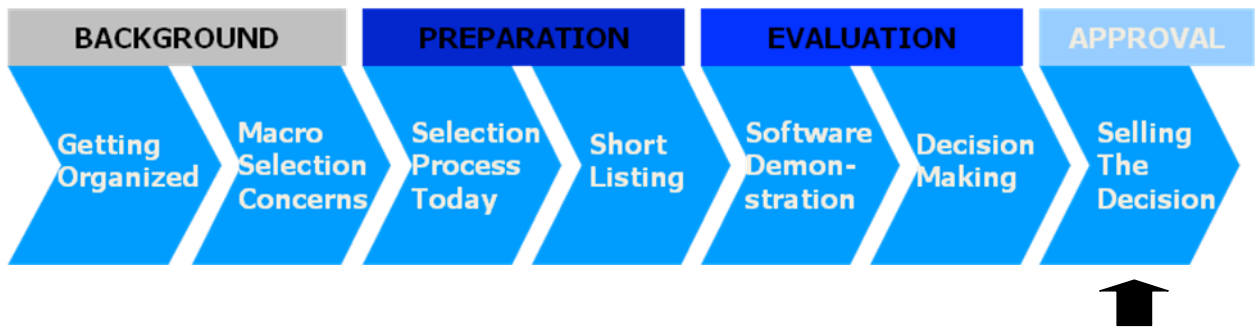 BACKGROUND
PREPARATION
EVALUATION
APPROVAL
Getting
Organized
Macro
Selection
Concerns
Selection
Process
Today
Short
Listing
Software
Demon-
stration
Decision
Making
Selling
The
Decision